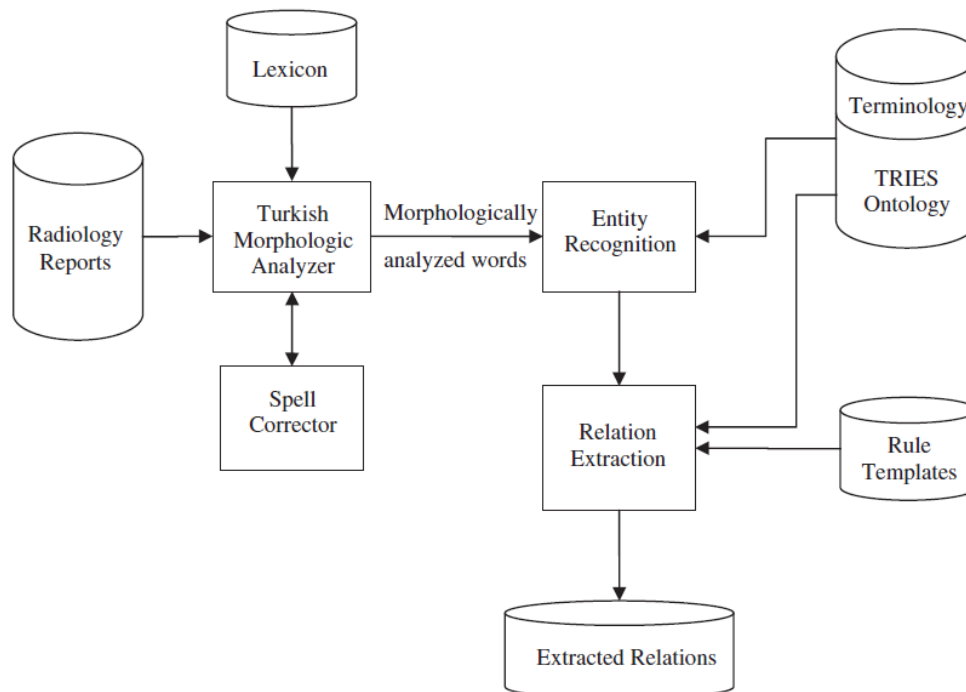 Lexicon
Terminology
TRIES
Ontology
Radiology
Reports
Turkish
Morphologic
Analyzer
Morphologically
analyzed words
Entity
Recognition
Spell
Corrector
Relation
Extraction
Rule
Templates
Extracted Relations